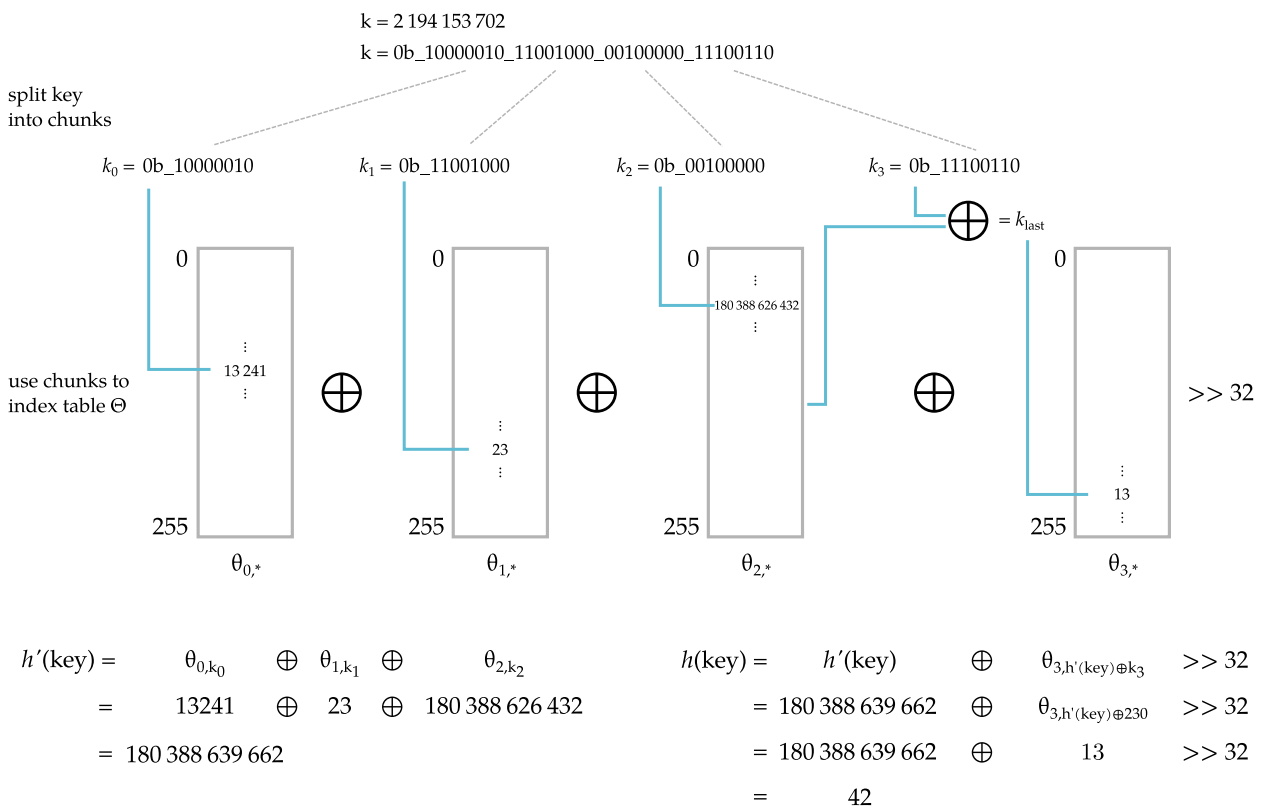 k = 2 194 153 702
k = 0b_10000010_11001000_00100000_11100110
split key
into chunks
k₀ = 0b_10000010
k₁ = 0b_11001000
k₂ = 0b_00100000
k₃ = 0b_11100110
⊕ = k_last
0
0
0
0
⋮
180 388 626 432
⋮
⋮
13 241
⋮
use chunks to
index table Θ
⊕
⊕
⊕
>> 32
⋮
23
⋮
⋮
13
⋮
255
255
255
255
θ₀,*
θ₁,*
θ₂,*
θ₃,*
h′(key) = θ₀,k₀ ⊕ θ₁,k₁ ⊕ θ₂,k₂
= 13241 ⊕ 23 ⊕ 180 388 626 432
= 180 388 639 662
h(key) = h′(key) ⊕ θ₃,h'(key)⊕k₃ >> 32
= 180 388 639 662 ⊕ θ₃,h'(key)⊕230 >> 32
= 180 388 639 662 ⊕ 13 >> 32
= 42